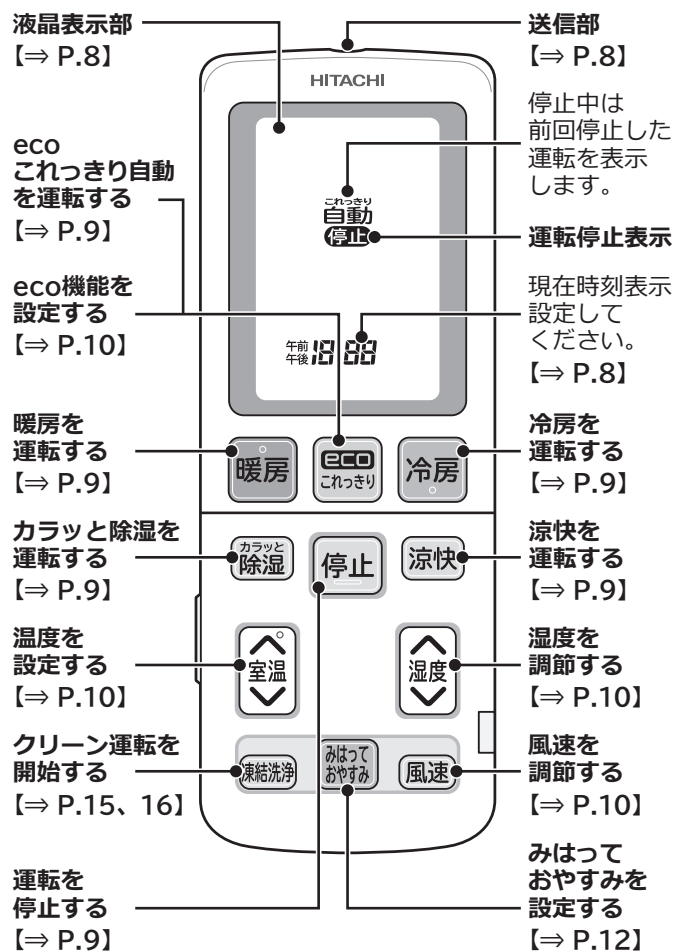 液晶表示部
【⇒ P.8】
eco
これっきり自動
を運転する
【⇒ P.9】
eco機能を
設定する
【⇒ P.10】
暖房を
運転する
【⇒ P.9】
カラッと除湿を
運転する
【⇒ P.9】
温度を
設定する
【⇒ P.10】
クリーン運転を
開始する
【⇒ P.15、16】
運転を
停止する
【⇒ P.9】
HITACHI
これっきり
自動
停止
午前
午後 18:88
暖房
eco
これっきり
冷房
カラッと
除湿
停止
涼快
室温
湿度
凍結洗浄
みはって
おやすみ
風速
送信部
【⇒ P.8】
停止中は
前回停止した
運転を表示
します。
運転停止表示
現在時刻表示
設定して
ください。
【⇒ P.8】
冷房を
運転する
【⇒ P.9】
涼快を
運転する
【⇒ P.9】
湿度を
調節する
【⇒ P.10】
風速を
調節する
【⇒ P.10】
みはって
おやすみを
設定する
【⇒ P.12】